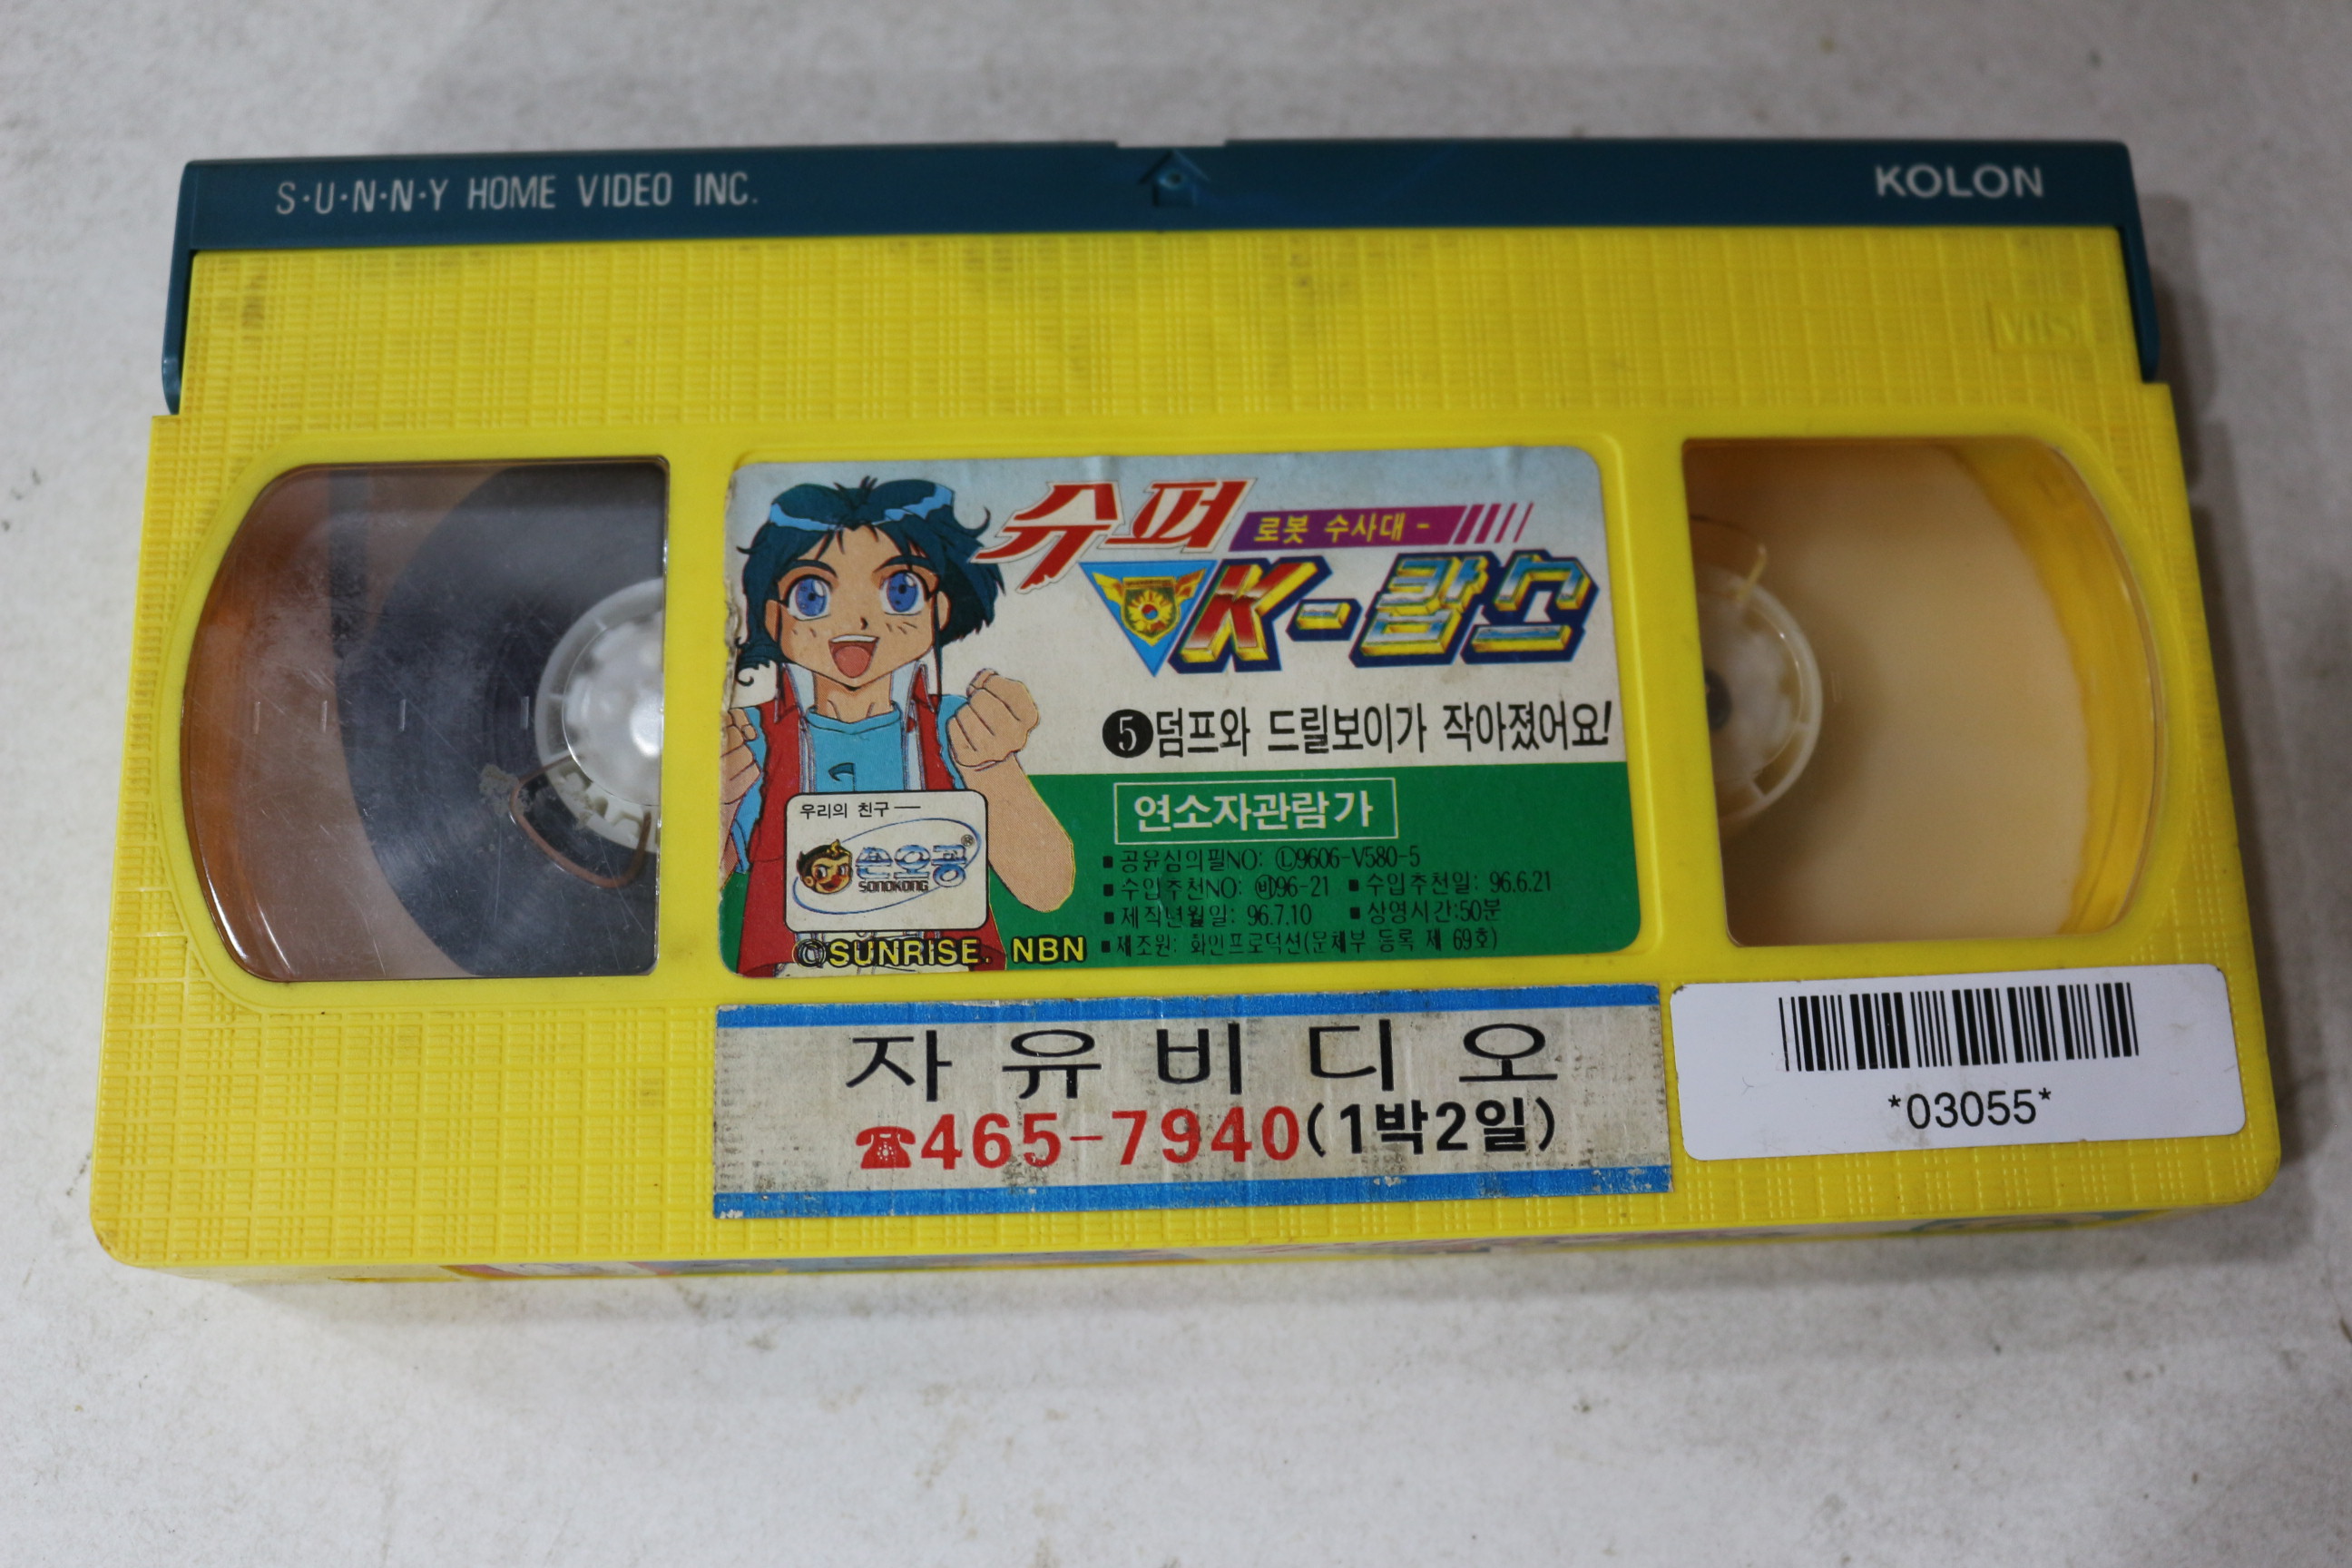 S·U·N·N·Y HOME VIDEO INC.
KOLON
VHS
슈퍼
로봇 수사대 -
K-캅스
❺덤프와 드릴보이가 작아졌어요!
연소자관람가
■ 공윤심의필NO: Ⓛ9606-V580-5
■ 수입추천NO: ㉥96-21 ■ 수입추천일: 96.6.21
■ 제작년월일: 96.7.10 ■ 상영시간:50분
■ 제조원: 화인프로덕션(문체부 등록 제 69호)
우리의 친구 —
손오공®
SONOKONG
©SUNRISE. NBN
자유비디오
☎465-7940(1박2일)
*03055*